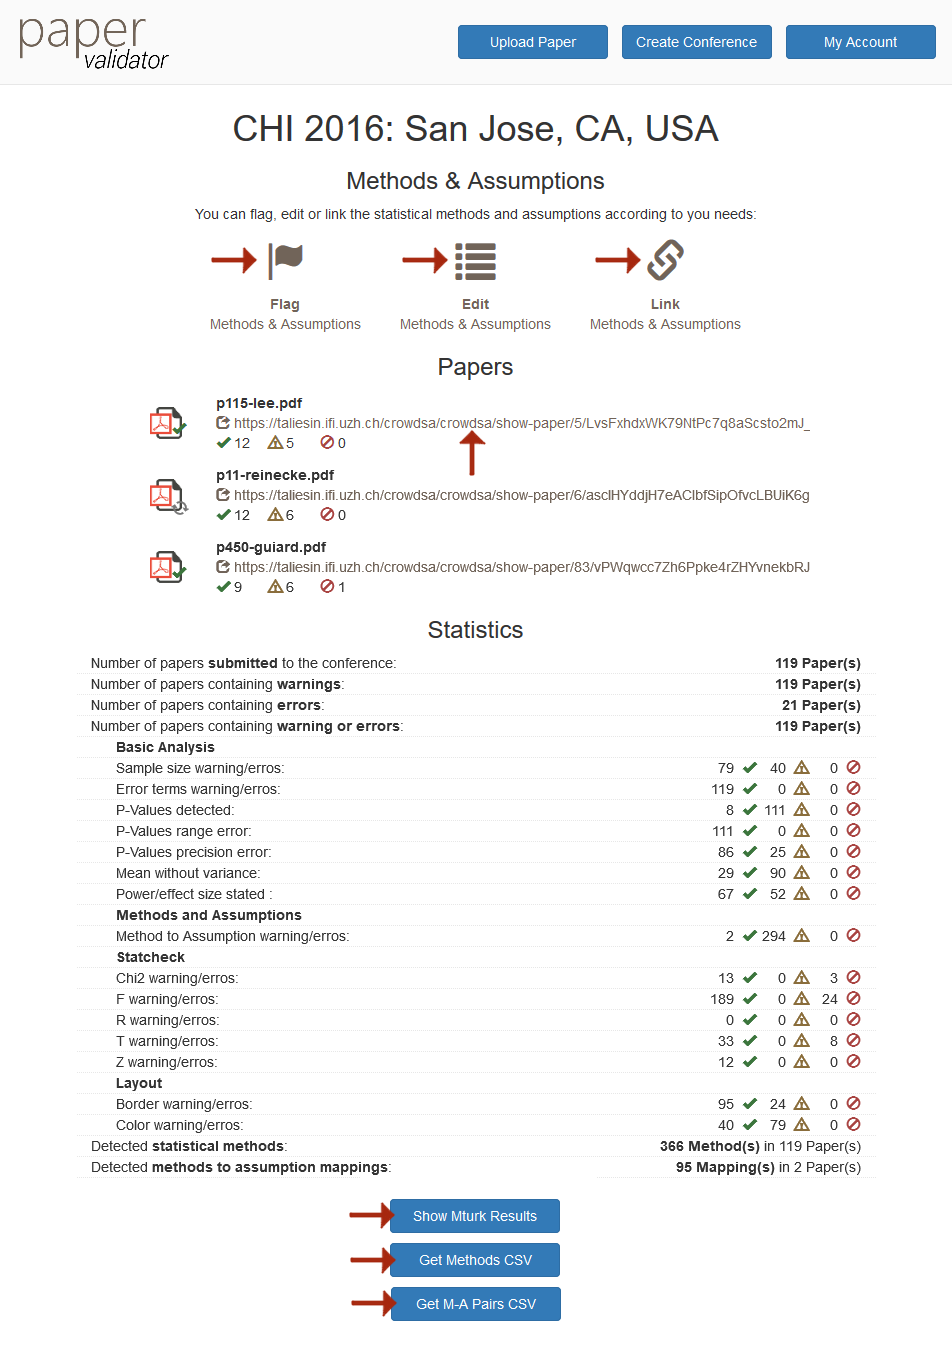 paper
validator
Upload Paper
Create Conference
My Account
CHI 2016: San Jose, CA, USA
Methods & Assumptions
You can flag, edit or link the statistical methods and assumptions according to you needs:
Flag
Methods & Assumptions
Edit
Methods & Assumptions
Link
Methods & Assumptions
Papers
p115-lee.pdf
https://taliesin.ifi.uzh.ch/crowdsa/crowdsa/show-paper/5/LvsFxhdxWK79NtPc7q8aScsto2mJ_
12 5 0
p11-reinecke.pdf
https://taliesin.ifi.uzh.ch/crowdsa/crowdsa/show-paper/6/asclHYddjH7eAClbfSipOfvcLBUiK6g
12 6 0
p450-guiard.pdf
https://taliesin.ifi.uzh.ch/crowdsa/crowdsa/show-paper/83/vPWqwcc7Zh6Ppke4rZHYvnekbRJ
9 6 1
Statistics
Number of papers submitted to the conference: 119 Paper(s)
Number of papers containing warnings: 119 Paper(s)
Number of papers containing errors: 21 Paper(s)
Number of papers containing warning or errors: 119 Paper(s)
Basic Analysis
Sample size warning/erros: 79 40 0
Error terms warning/erros: 119 0 0
P-Values detected: 8 111 0
P-Values range error: 111 0 0
P-Values precision error: 86 25 0
Mean without variance: 29 90 0
Power/effect size stated : 67 52 0
Methods and Assumptions
Method to Assumption warning/erros: 2 294 0
Statcheck
Chi2 warning/erros: 13 0 3
F warning/erros: 189 0 24
R warning/erros: 0 0 0
T warning/erros: 33 0 8
Z warning/erros: 12 0 0
Layout
Border warning/erros: 95 24 0
Color warning/erros: 40 79 0
Detected statistical methods: 366 Method(s) in 119 Paper(s)
Detected methods to assumption mappings: 95 Mapping(s) in 2 Paper(s)
Show Mturk Results
Get Methods CSV
Get M-A Pairs CSV